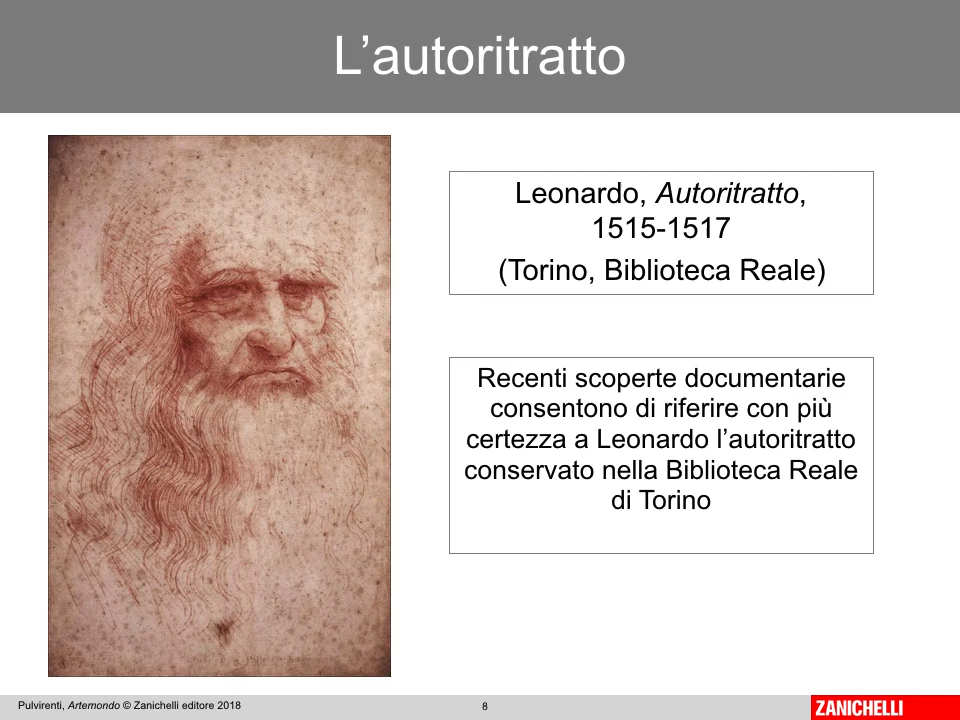 L’autoritratto
Leonardo, Autoritratto,
1515-1517
(Torino, Biblioteca Reale)
Recenti scoperte documentarie
consentono di riferire con più
certezza a Leonardo l’autoritratto
conservato nella Biblioteca Reale
di Torino
Pulvirenti, Artemondo © Zanichelli editore 2018
8
ZANICHELLI